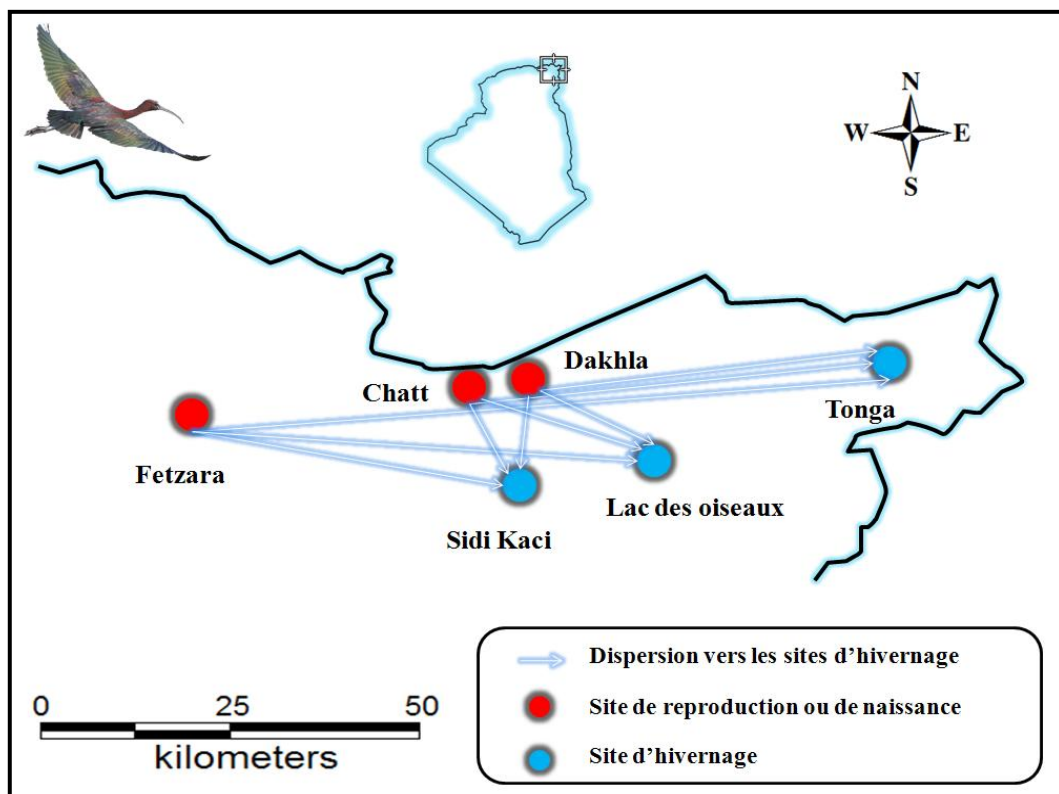 N
W E
S
Dakhla
Chatt
Tonga
Fetzara
Lac des oiseaux
Sidi Kaci
Dispersion vers les sites d’hivernage
Site de reproduction ou de naissance
Site d’hivernage
0 25 50
kilometers